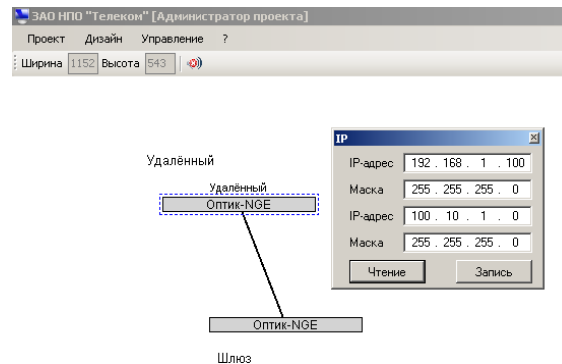 ЗАО НПО "Телеком" [Администратор проекта]
Проект Дизайн Управление ?
Ширина 1152 Высота 543
IP
IP-адрес 192 . 168 . 1 . 100
Маска 255 . 255 . 255 . 0
IP-адрес 100 . 10 . 1 . 0
Маска 255 . 255 . 255 . 0
Чтение Запись
Удалённый
Удалённый
Оптик-NGE
Оптик-NGE
Шлюз